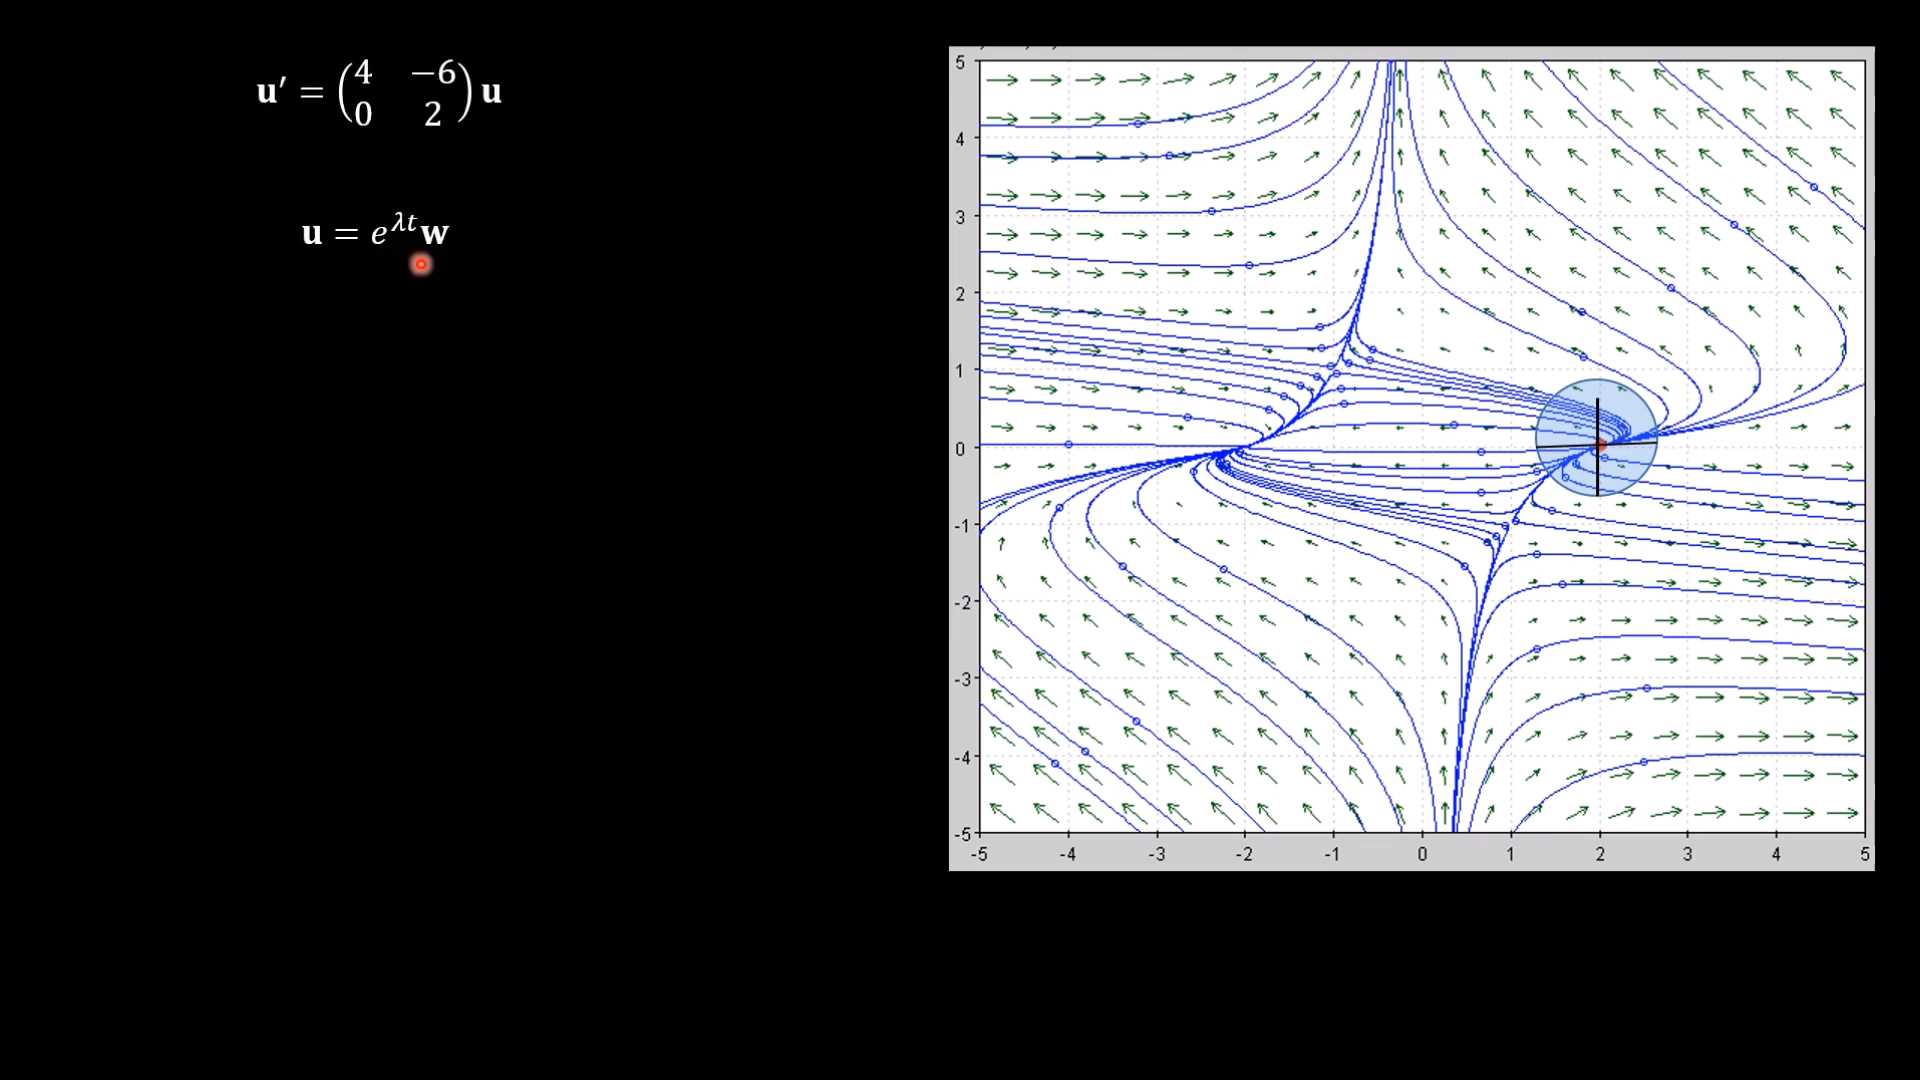 u′ = (4 −6
0 2) u
u = e^{λt}w
5
4
3
2
1
0
-1
-2
-3
-4
-5
-5 -4 -3 -2 -1 0 1 2 3 4 5